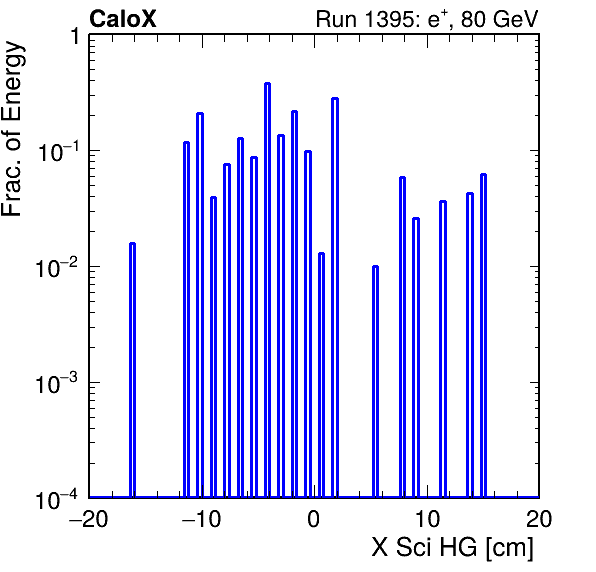 CaloX Run 1395: e⁺, 80 GeV
Frac. of Energy
1
10⁻¹
10⁻²
10⁻³
10⁻⁴
−20 −10 0 10 20
X Sci HG [cm]